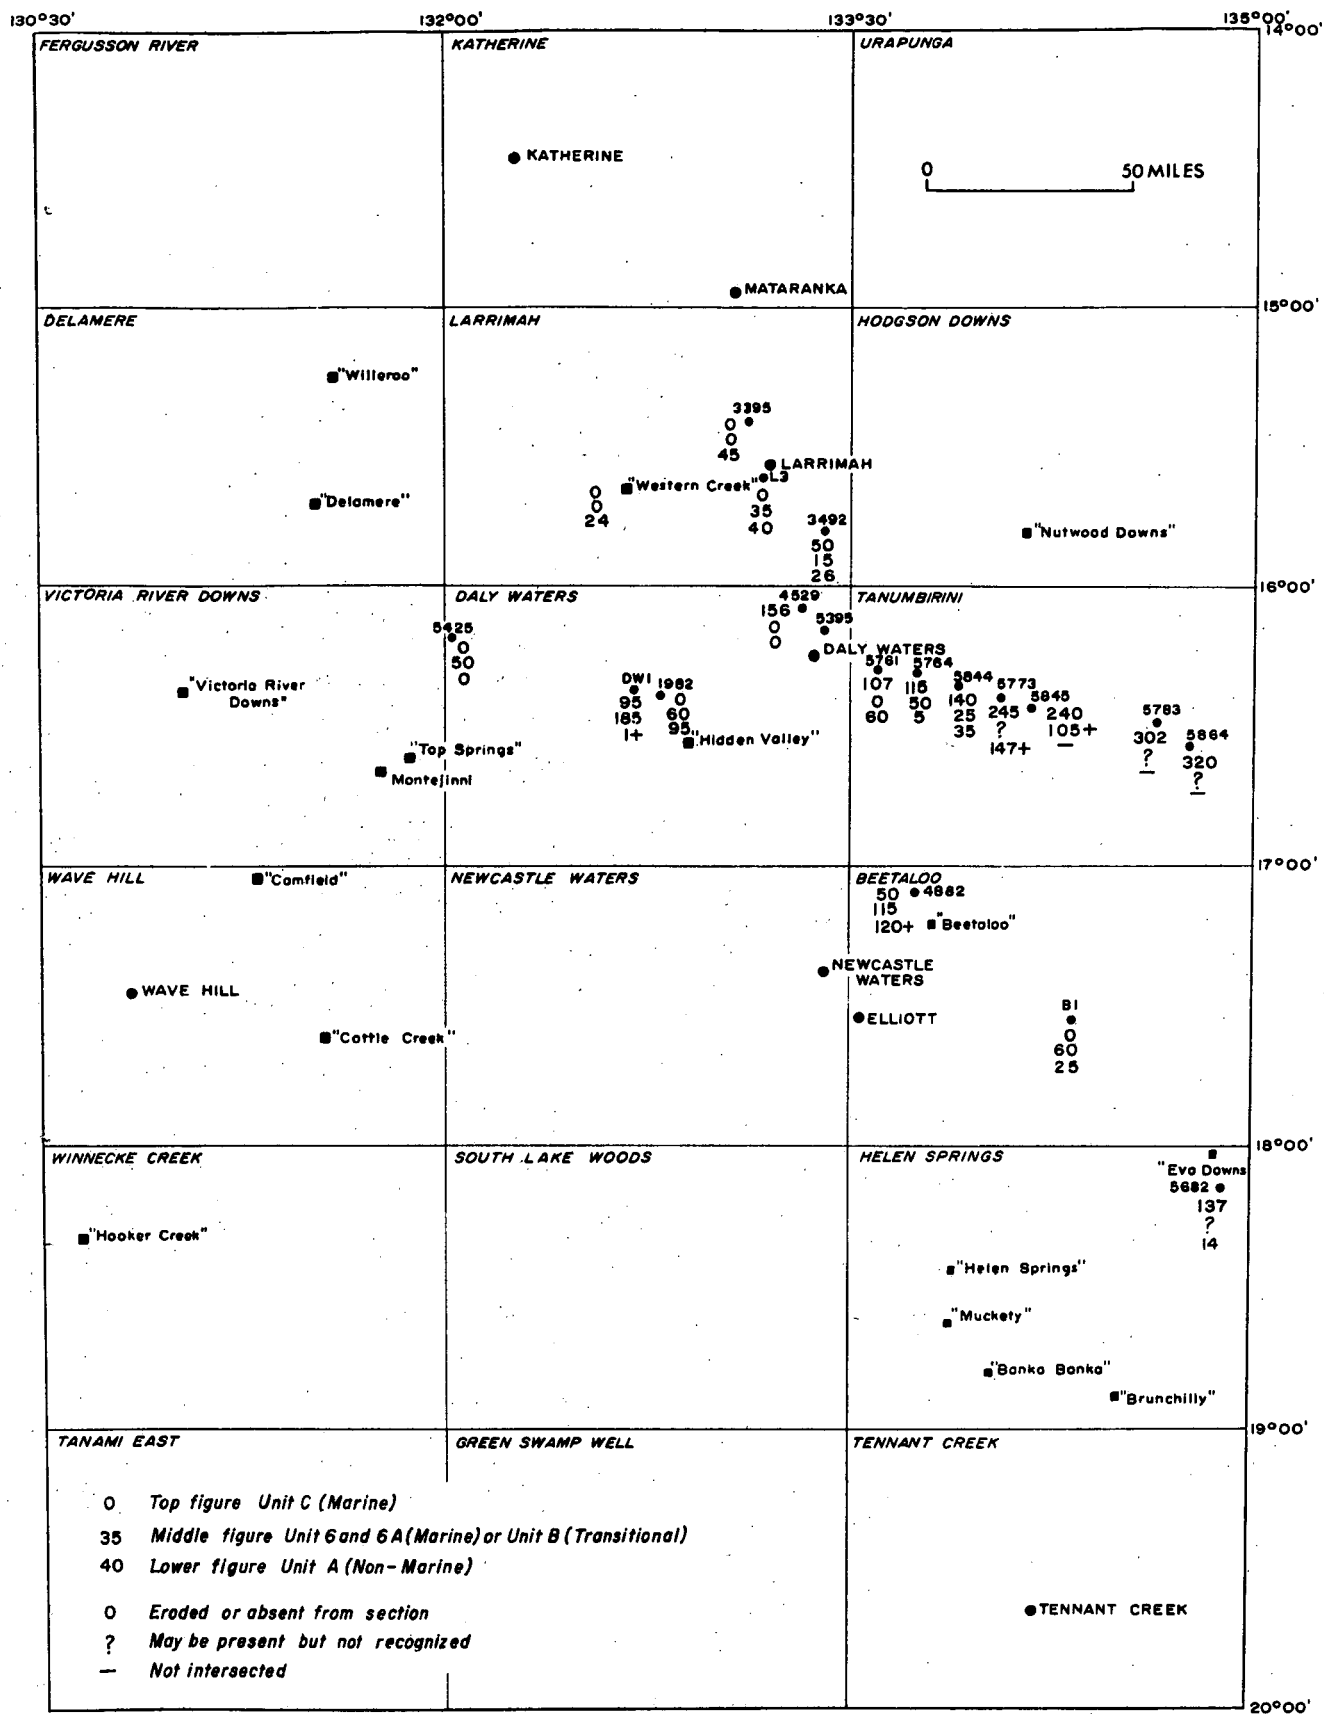 130°30' 132°00' 133°30' 135°00'
14°00'
FERGUSSON RIVER
KATHERINE
URAPUNGA
KATHERINE
0 50 MILES
MATARANKA
15°00'
DELAMERE
LARRIMAH
HODGSON DOWNS
"Willeroo"
3395
0
0
45
LARRIMAH
L3
0
35
40
"Western Creek"
0
0
24
"Delamere"
3492
50
15
26
"Nutwood Downs"
16°00'
VICTORIA RIVER DOWNS
DALY WATERS
TANUMBIRINI
4529
156
0
0
5395
5425
0
50
0
DALY WATERS
5761
107
0
60
5764
115
50
5
5844
140
25
35
5773
245
?
147+
5845
240
105+
—
5783
302
?
—
5864
320
?
—
DW1
95
185
1+
1982
0
60
95
"Hidden Valley"
"Victoria River
Downs"
"Top Springs"
Montejinni
17°00'
WAVE HILL
NEWCASTLE WATERS
BEETALOO
"Camfield"
4882
50
115
120+
"Beetaloo"
NEWCASTLE
WATERS
WAVE HILL
ELLIOTT
B1
0
60
25
"Cattle Creek"
18°00'
WINNECKE CREEK
SOUTH LAKE WOODS
HELEN SPRINGS
"Eva Downs
5682
137
?
14
"Hooker Creek"
"Helen Springs"
"Muckety"
"Banka Banka"
"Brunchilly"
19°00'
TANAMI EAST
GREEN SWAMP WELL
TENNANT CREEK
0 Top figure Unit C (Marine)
35 Middle figure Unit 6 and 6A (Marine) or Unit B (Transitional)
40 Lower figure Unit A (Non-Marine)
0 Eroded or absent from section
? May be present but not recognized
— Not intersected
TENNANT CREEK
20°00'